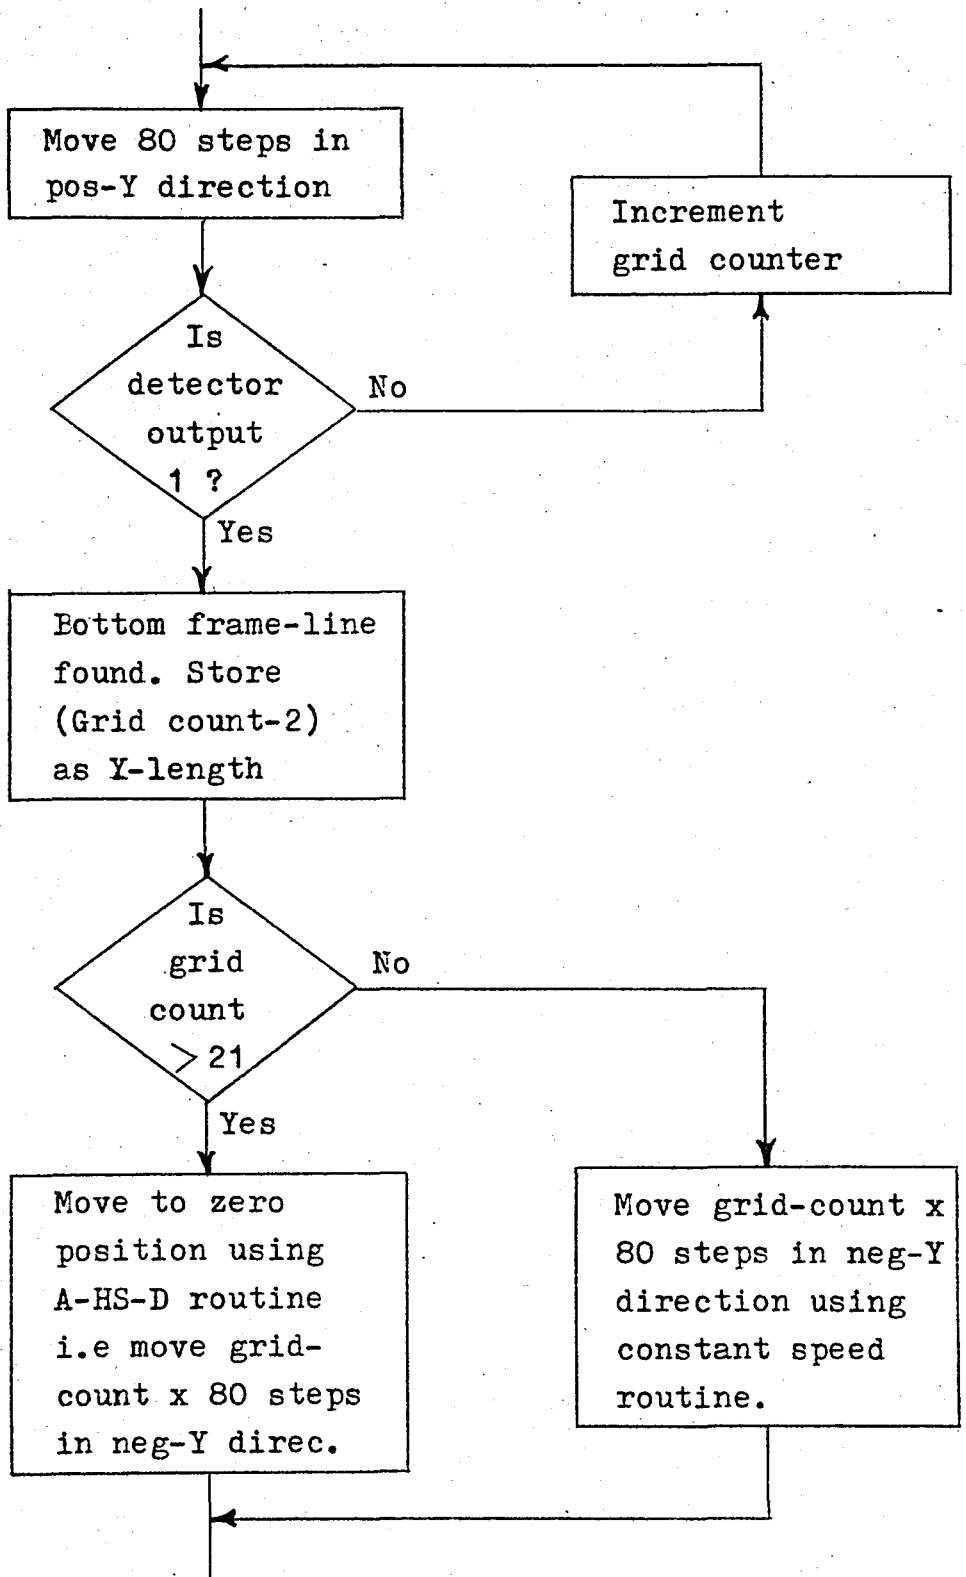 Move 80 steps in
pos-Y direction
Increment
grid counter
Is
detector
output
1 ?
No
Yes
Bottom frame-line
found. Store
(Grid count-2)
as Y-length
Is
grid
count
> 21
No
Yes
Move to zero
position using
A-HS-D routine
i.e move grid-
count x 80 steps
in neg-Y direc.
Move grid-count x
80 steps in neg-Y
direction using
constant speed
routine.